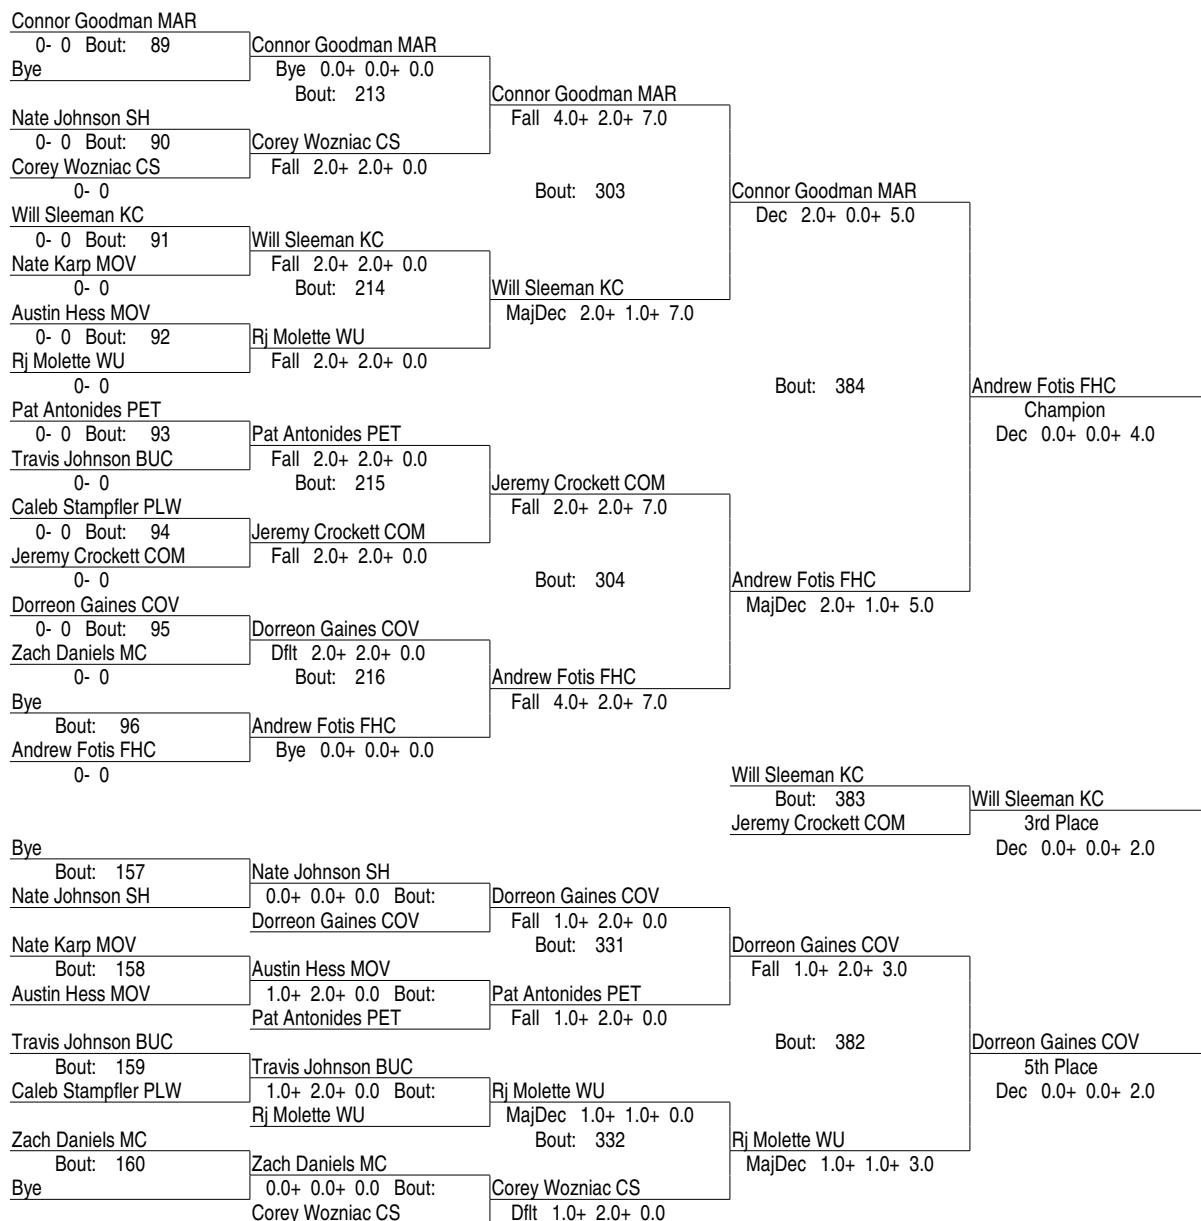 Connor Goodman MAR
0- 0 Bout: 89 Connor Goodman MAR
Bye Bye 0.0+ 0.0+ 0.0
Bout: 213 Connor Goodman MAR
Nate Johnson SH Fall 4.0+ 2.0+ 7.0
0- 0 Bout: 90 Corey Wozniac CS
Corey Wozniac CS Fall 2.0+ 2.0+ 0.0
0- 0 Bout: 303 Connor Goodman MAR
Will Sleeman KC Dec 2.0+ 0.0+ 5.0
0- 0 Bout: 91 Will Sleeman KC
Nate Karp MOV Fall 2.0+ 2.0+ 0.0
0- 0 Bout: 214 Will Sleeman KC
Austin Hess MOV MajDec 2.0+ 1.0+ 7.0
0- 0 Bout: 92 Rj Molette WU
Rj Molette WU Fall 2.0+ 2.0+ 0.0
0- 0 Bout: 384 Andrew Fotis FHC
Pat Antonides PET Champion
0- 0 Bout: 93 Pat Antonides PET Dec 0.0+ 0.0+ 4.0
Travis Johnson BUC Fall 2.0+ 2.0+ 0.0
0- 0 Bout: 215 Jeremy Crockett COM
Caleb Stampfler PLW Fall 2.0+ 2.0+ 7.0
0- 0 Bout: 94 Jeremy Crockett COM
Jeremy Crockett COM Fall 2.0+ 2.0+ 0.0
0- 0 Bout: 304 Andrew Fotis FHC
Dorreon Gaines COV MajDec 2.0+ 1.0+ 5.0
0- 0 Bout: 95 Dorreon Gaines COV
Zach Daniels MC Dflt 2.0+ 2.0+ 0.0
0- 0 Bout: 216 Andrew Fotis FHC
Bye Fall 4.0+ 2.0+ 7.0
Bout: 96 Andrew Fotis FHC
Andrew Fotis FHC Bye 0.0+ 0.0+ 0.0
0- 0 Will Sleeman KC
Bout: 383 Will Sleeman KC
Jeremy Crockett COM 3rd Place
Bye Dec 0.0+ 0.0+ 2.0
Bout: 157 Nate Johnson SH
Nate Johnson SH 0.0+ 0.0+ 0.0 Bout: Dorreon Gaines COV
Dorreon Gaines COV Fall 1.0+ 2.0+ 0.0
Nate Karp MOV Bout: 331 Dorreon Gaines COV
Bout: 158 Austin Hess MOV Fall 1.0+ 2.0+ 3.0
Austin Hess MOV 1.0+ 2.0+ 0.0 Bout: Pat Antonides PET
Pat Antonides PET Fall 1.0+ 2.0+ 0.0
Travis Johnson BUC Bout: 382 Dorreon Gaines COV
Bout: 159 Travis Johnson BUC 5th Place
Caleb Stampfler PLW 1.0+ 2.0+ 0.0 Bout: Rj Molette WU Dec 0.0+ 0.0+ 2.0
Rj Molette WU MajDec 1.0+ 1.0+ 0.0
Zach Daniels MC Bout: 332 Rj Molette WU
Bout: 160 Zach Daniels MC MajDec 1.0+ 1.0+ 3.0
Bye 0.0+ 0.0+ 0.0 Bout: Corey Wozniac CS
Corey Wozniac CS Dflt 1.0+ 2.0+ 0.0